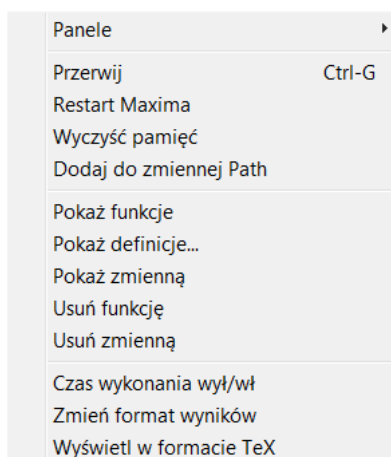 Panele
Przerwij Ctrl-G
Restart Maxima
Wyczyść pamięć
Dodaj do zmiennej Path
Pokaż funkcje
Pokaż definicje...
Pokaż zmienną
Usuń funkcję
Usuń zmienną
Czas wykonania wył/wł
Zmień format wyników
Wyświetl w formacie TeX